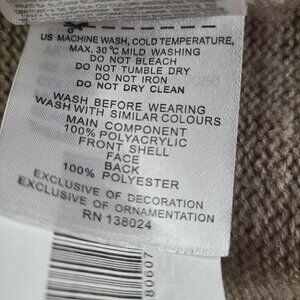 US MACHINE WASH, COLD TEMPERATURE,
MAX. 30°C MILD WASHING
DO NOT BLEACH
DO NOT TUMBLE DRY
DO NOT IRON
DO NOT DRY CLEAN
WASH BEFORE WEARING
WASH WITH SIMILAR COLOURS
MAIN COMPONENT
100% POLYACRYLIC
FRONT SHELL
FACE
BACK
100% POLYESTER
EXCLUSIVE OF DECORATION
EXCLUSIVE OF ORNAMENTATION
RN 138024
80607